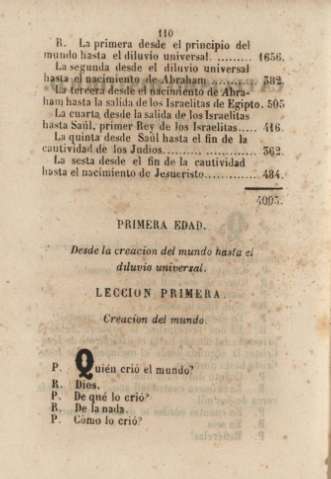 110
R. La primera desde el principio del
mundo hasta el diluvio universal. ........ 1656.
La segunda desde el diluvio universal
hasta el nacimiento de Abraham ........... 382.
La tercera desde el nacimiento de Abra-
ham hasta la salida de los Israelitas de Egipto. 505
La cuarta desde la salida de los Israelitas
hasta Saúl, primer Rey de los Israelitas..... 416.
La quinta desde Saúl hasta el fin de la
cautividad de los Judios................ 562.
La sesta desde el fin de la cautividad
hasta el nacimiento de Jesucristo.......... 484.
4005.
PRIMERA EDAD.
Desde la creacion del mundo hasta el
diluvio universal.
LECCION PRIMERA
Creacion del mundo.
P. Quién crió el mundo?
R. Dios.
P. De qué lo crió?
R. De la nada.
P. Cómo lo crió?